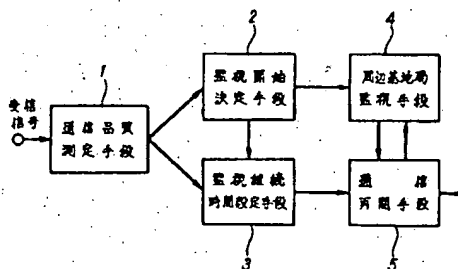 1
2
4
受信
信号
通信品質
測定手段
監視開始
決定手段
周辺基地局
監視手段
監視継続
時間設定手段
通信
再開手段
3
5